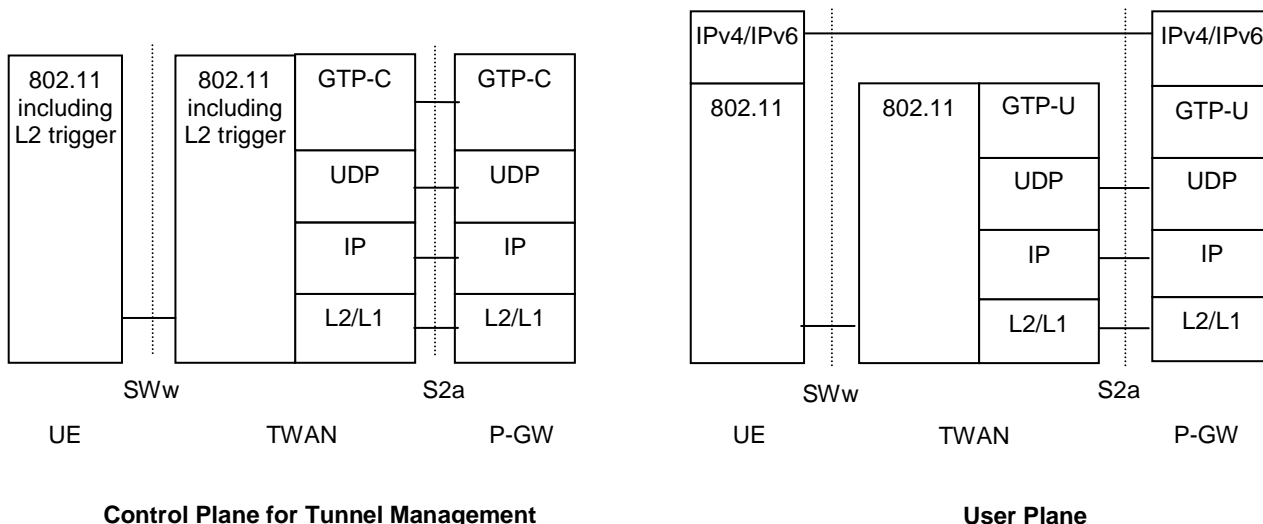 802.11
including
L2 trigger
802.11
including
L2 trigger
GTP-C
UDP
IP
L2/L1
GTP-C
UDP
IP
L2/L1
SWw
S2a
UE
TWAN
P-GW
Control Plane for Tunnel Management
IPv4/IPv6
802.11
802.11
GTP-U
UDP
IP
L2/L1
IPv4/IPv6
GTP-U
UDP
IP
L2/L1
SWw
S2a
UE
TWAN
P-GW
User Plane